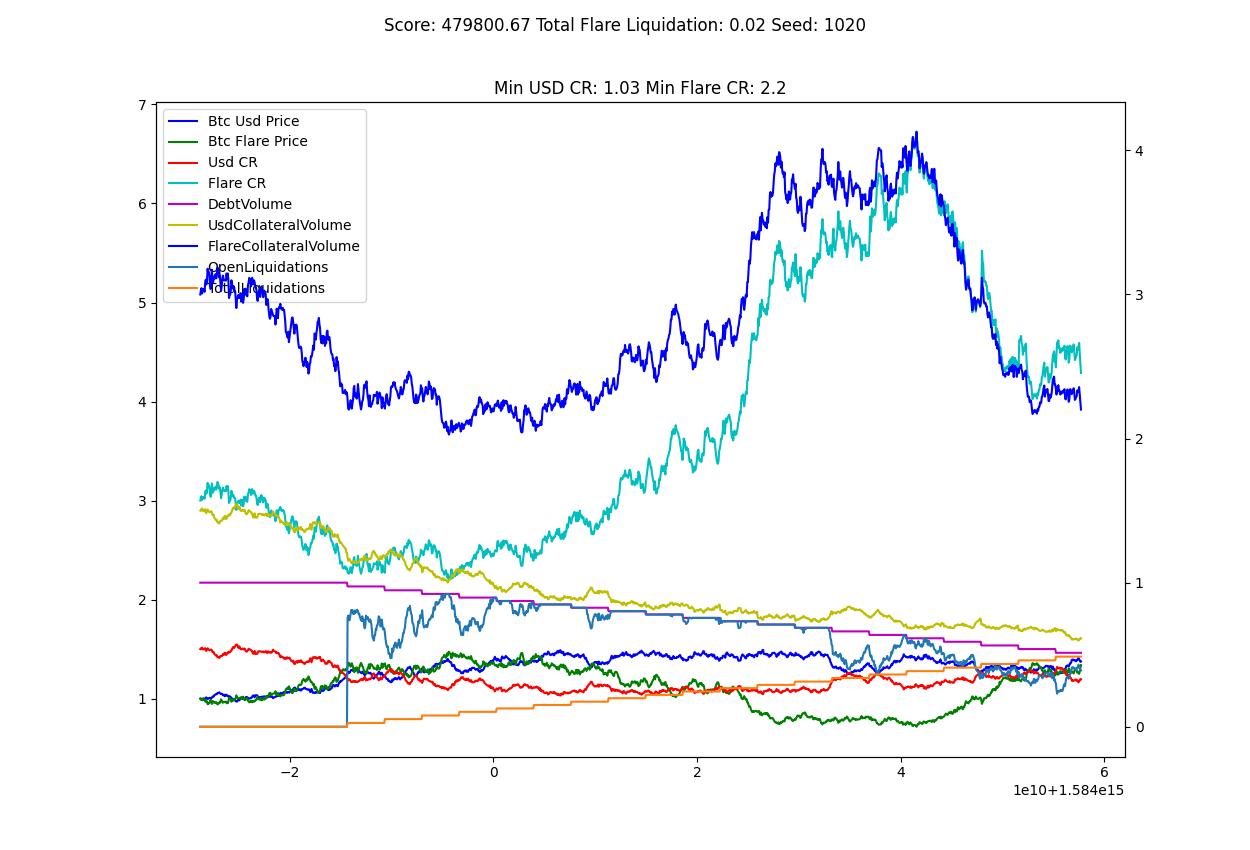 Score: 479800.67 Total Flare Liquidation: 0.02 Seed: 1020
Min USD CR: 1.03 Min Flare CR: 2.2
Btc Usd Price
Btc Flare Price
Usd CR
Flare CR
DebtVolume
UsdCollateralVolume
FlareCollateralVolume
OpenLiquidations
TotalLiquidations
7
6
5
4
3
2
1
4
3
2
1
0
−2
0
2
4
6
1e10+1.584e15